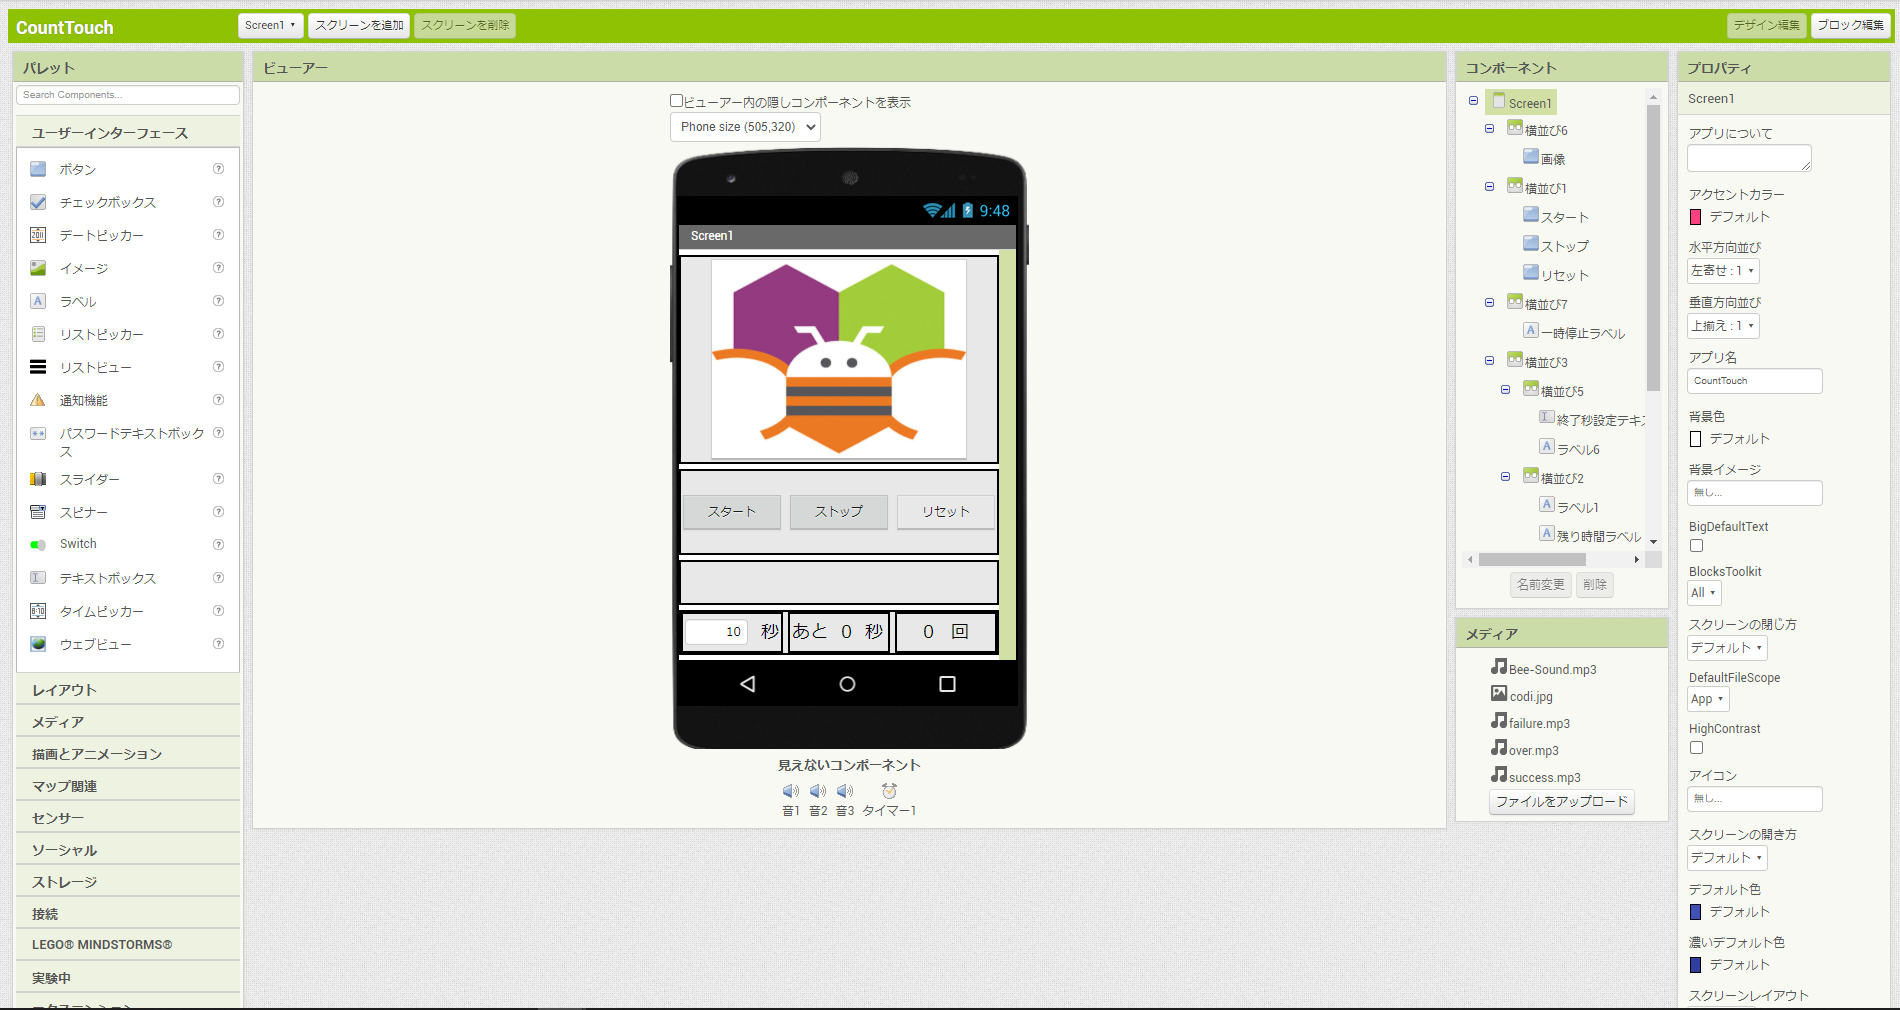 CountTouch
Screen1
スクリーンを追加
スクリーンを削除
デザイン編集
ブロック編集
パレット
Search Components...
ユーザーインターフェース
ボタン
チェックボックス
デートピッカー
イメージ
ラベル
リストピッカー
リストビュー
通知機能
パスワードテキストボック
ス
スライダー
スピナー
Switch
テキストボックス
タイムピッカー
ウェブビュー
レイアウト
メディア
描画とアニメーション
マップ関連
センサー
ソーシャル
ストレージ
接続
LEGO® MINDSTORMS®
実験中
ビューアー
ビューアー内の隠しコンポーネントを表示
Phone size (505,320)
9:48
Screen1
スタート
ストップ
リセット
10 秒
あと 0 秒
0 回
見えないコンポーネント
音1
音2
音3
タイマー1
コンポーネント
Screen1
横並び6
画像
横並び1
スタート
ストップ
リセット
横並び7
一時停止ラベル
横並び3
横並び5
終了秒設定テキス
ラベル6
横並び2
ラベル1
残り時間ラベル
名前変更
削除
メディア
Bee-Sound.mp3
codi.jpg
failure.mp3
over.mp3
success.mp3
ファイルをアップロード
プロパティ
Screen1
アプリについて
アクセントカラー
デフォルト
水平方向並び
左寄せ : 1
垂直方向並び
上揃え : 1
アプリ名
CountTouch
背景色
デフォルト
背景イメージ
無し...
BigDefaultText
BlocksToolkit
All
スクリーンの閉じ方
デフォルト
DefaultFileScope
App
HighContrast
アイコン
無し...
スクリーンの開き方
デフォルト
デフォルト色
デフォルト
濃いデフォルト色
デフォルト
スクリーンレイアウト